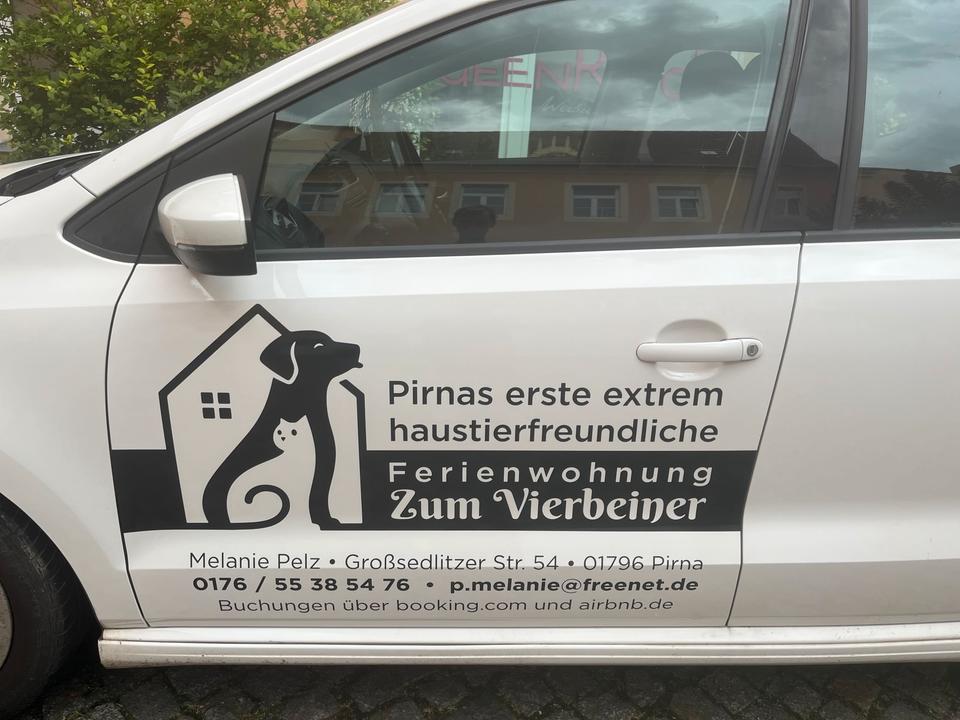 Pirnas erste extrem
haustierfreundliche
Ferienwohnung
Zum Vierbeiner
Melanie Pelz • Großsedlitzer Str. 54 • 01796 Pirna
0176 / 55 38 54 76 • p.melanie@freenet.de
Buchungen über booking.com und airbnb.de